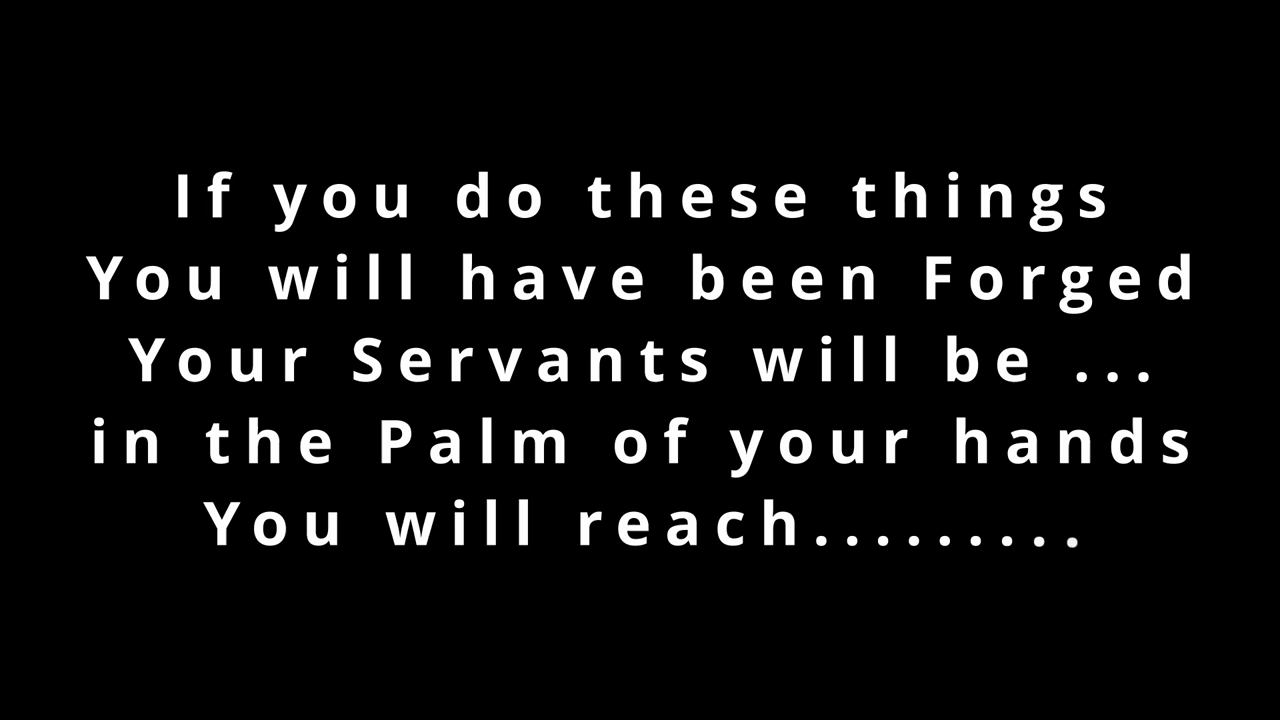 If you do these things
You will have been Forged
Your Servants will be ...
in the Palm of your hands
You will reach.........